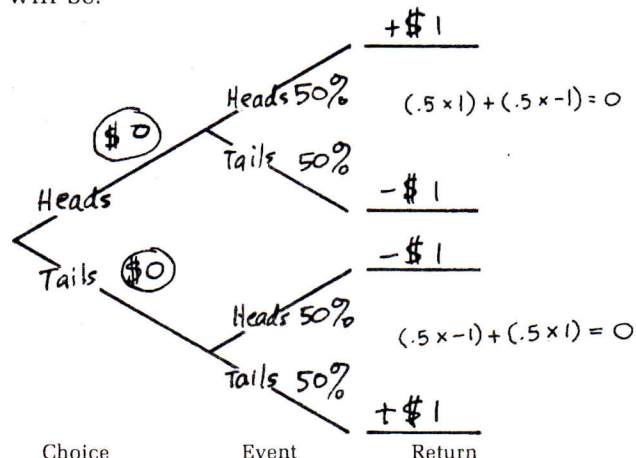 will be:
+$ 1
Heads 50%
(.5 x 1) + (.5 x -1) = 0
$0
Tails 50%
Heads
-$ 1
Tails
$0
-$ 1
Heads 50%
(.5 x -1) + (.5 x 1) = 0
Tails 50%
+$ 1
Choice Event Return